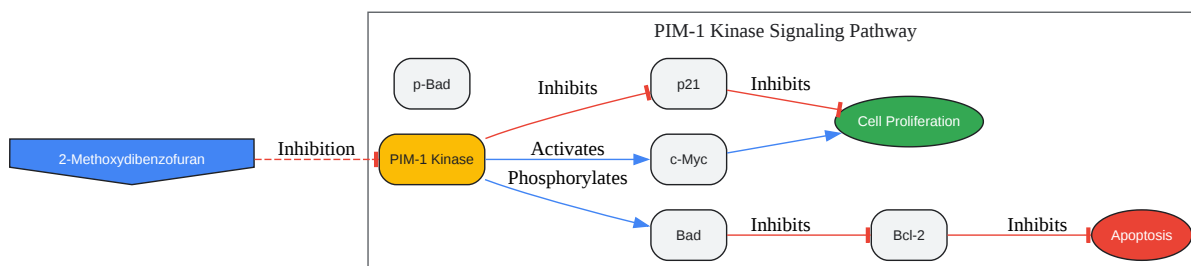 PIM-1 Kinase Signaling Pathway
p-Bad
Inhibits
p21
Inhibits
Cell Proliferation
2-Methoxydibenzofuran
Inhibition
PIM-1 Kinase
Activates
c-Myc
Phosphorylates
Bad
Inhibits
Bcl-2
Inhibits
Apoptosis